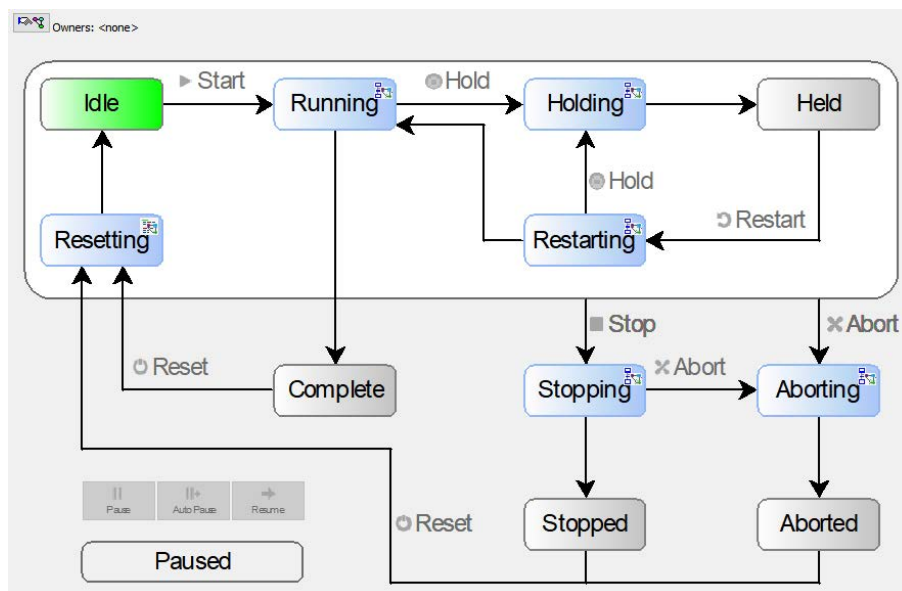 Owners: <none>
Start
Hold
Idle
Running
Holding
Held
Hold
Restart
Resetting
Restarting
Stop
Abort
Reset
Abort
Complete
Stopping
Aborting
Pause
Auto Pause
Resume
Reset
Stopped
Aborted
Paused